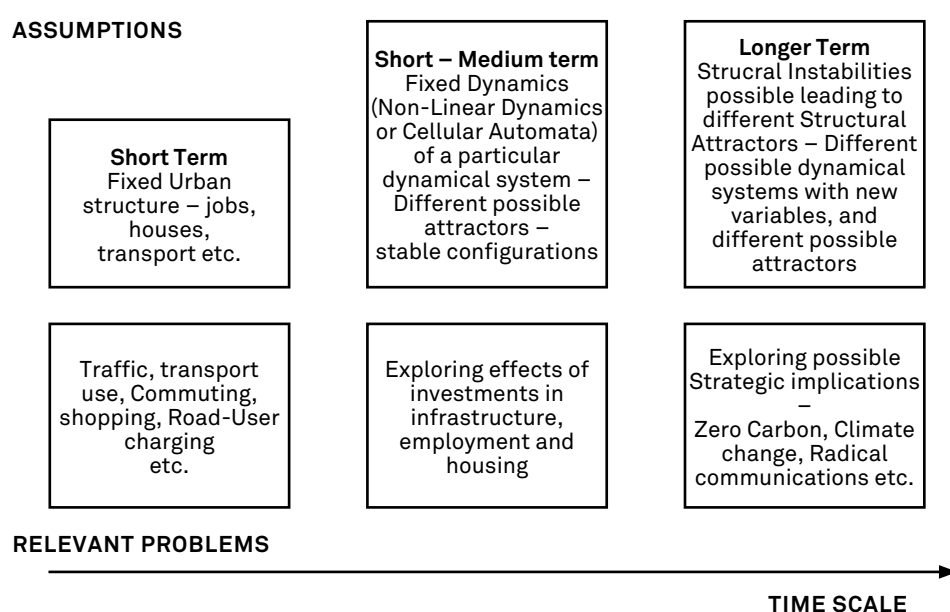 ASSUMPTIONS
Short Term
Fixed Urban
structure – jobs,
houses,
transport etc.
Short – Medium term
Fixed Dynamics
(Non-Linear Dynamics
or Cellular Automata)
of a particular
dynamical system –
Different possible
attractors –
stable configurations
Longer Term
Strucral Instabilities
possible leading to
different Structural
Attractors – Different
possible dynamical
systems with new
variables, and
different possible
attractors
Traffic, transport
use, Commuting,
shopping, Road-User
charging
etc.
Exploring effects of
investments in
infrastructure,
employment and
housing
Exploring possible
Strategic implications
–
Zero Carbon, Climate
change, Radical
communications etc.
RELEVANT PROBLEMS
TIME SCALE